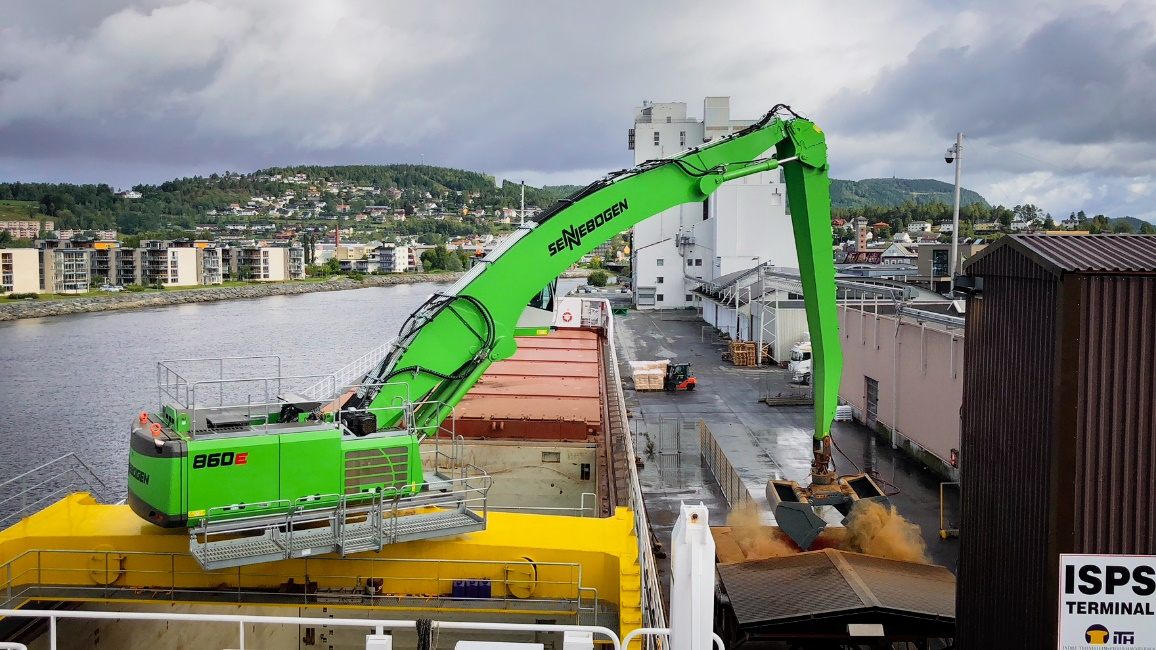 SENNEBOGEN
860E
ISPS
TERMINAL
ITH